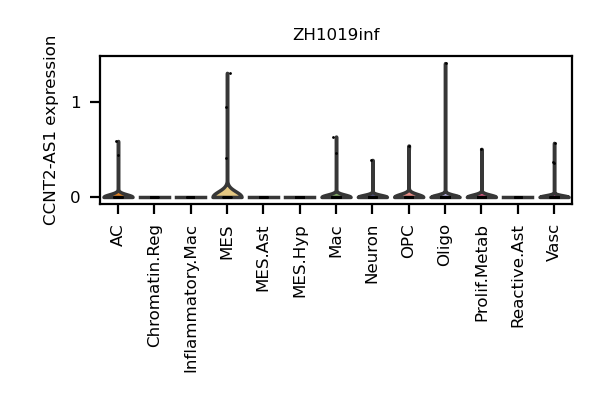 ZH1019inf
CCNT2-AS1 expression
1
0
AC
Chromatin.Reg
Inflammatory.Mac
MES
MES.Ast
MES.Hyp
Mac
Neuron
OPC
Oligo
Prolif.Metab
Reactive.Ast
Vasc